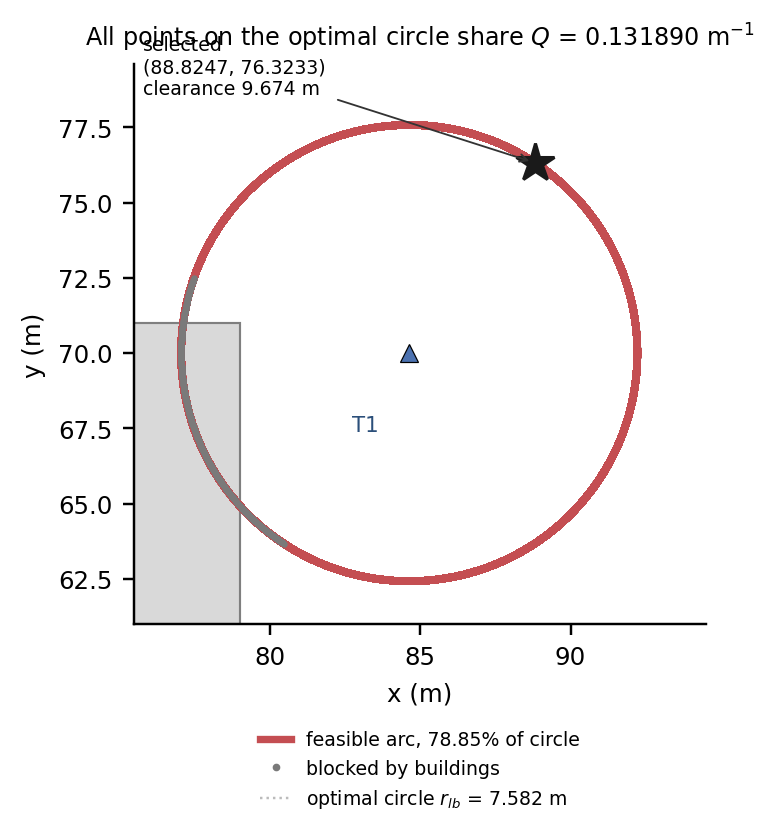 All points on the optimal circle share Q = 0.131890 m⁻¹
selected
(88.8247, 76.3233)
clearance 9.674 m
77.5
75.0
72.5
70.0
67.5
65.0
62.5
y (m)
T1
80 85 90
x (m)
feasible arc, 78.85% of circle
blocked by buildings
optimal circle r_lb = 7.582 m